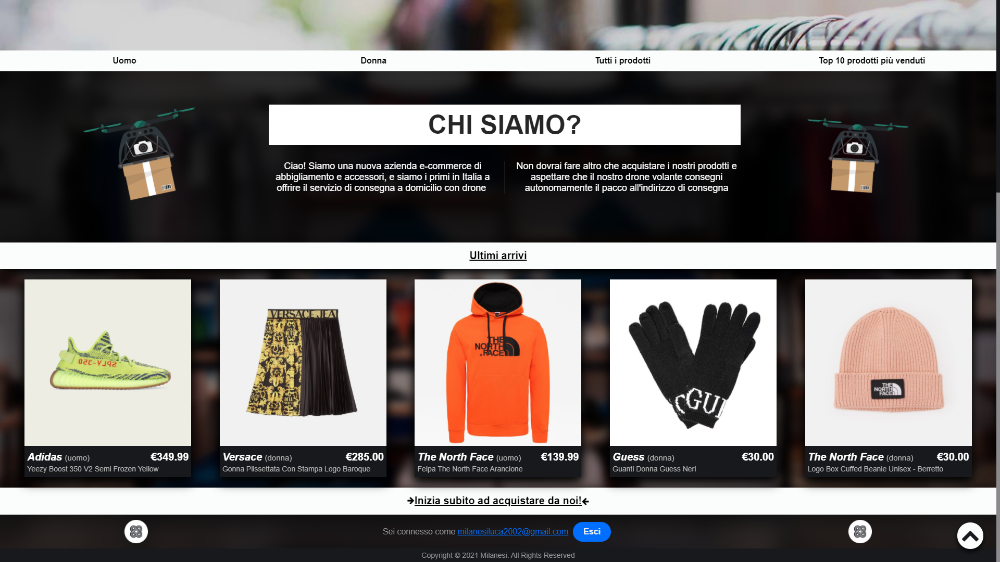 Uomo
Donna
Tutti i prodotti
Top 10 prodotti più venduti
CHI SIAMO?
Ciao! Siamo una nuova azienda e-commerce di
abbigliamento e accessori, e siamo i primi in Italia a
offrire il servizio di consegna a domicilio con drone
Non dovrai fare altro che acquistare i nostri prodotti e
aspettare che il nostro drone volante consegni
autonomamente il pacco all'indirizzo di consegna
Ultimi arrivi
SPLY-350
VERSACE JEA
THE
NORTH
FACE
GUE
THE
NORTH
FACE
Adidas (uomo) €349.99
Yeezy Boost 350 V2 Semi Frozen Yellow
Versace (donna) €285.00
Gonna Plissettata Con Stampa Logo Baroque
The North Face (uomo) €139.99
Felpa The North Face Arancione
Guess (donna) €30.00
Guanti Donna Guess Neri
The North Face (donna) €30.00
Logo Box Cuffed Beanie Unisex - Berretto
Inizia subito ad acquistare da noi!
Sei connesso come milanesiluca2002@gmail.com Esci
Copyright © 2021 Milanesi. All Rights Reserved